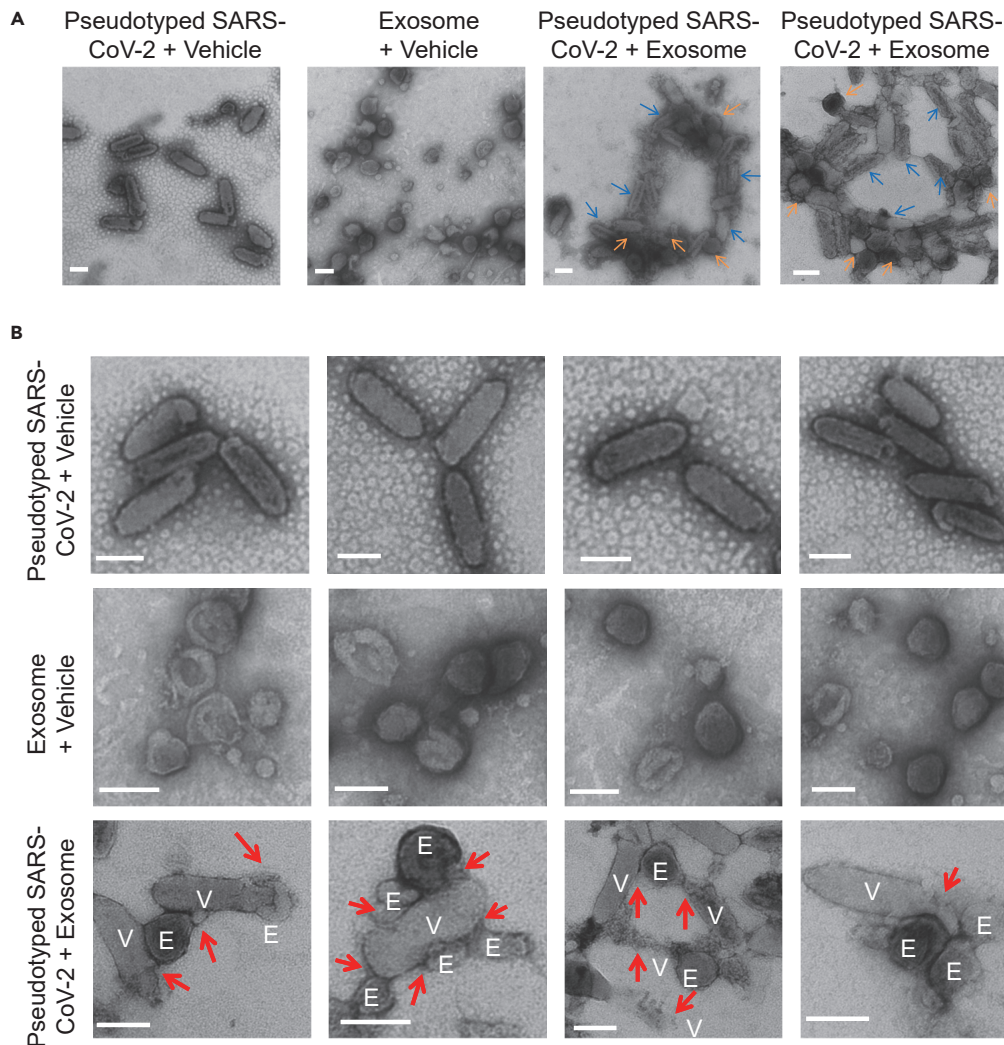 A
Pseudotyped SARS-
CoV-2 + Vehicle
Exosome
+ Vehicle
Pseudotyped SARS-
CoV-2 + Exosome
Pseudotyped SARS-
CoV-2 + Exosome
B
Pseudotyped SARS-
CoV-2 + Vehicle
Exosome
+ Vehicle
Pseudotyped SARS-
CoV-2 + Exosome
V
V
E
E
E
E
V
E
E
E
E
V
V
V
E
V
V
E
E
E